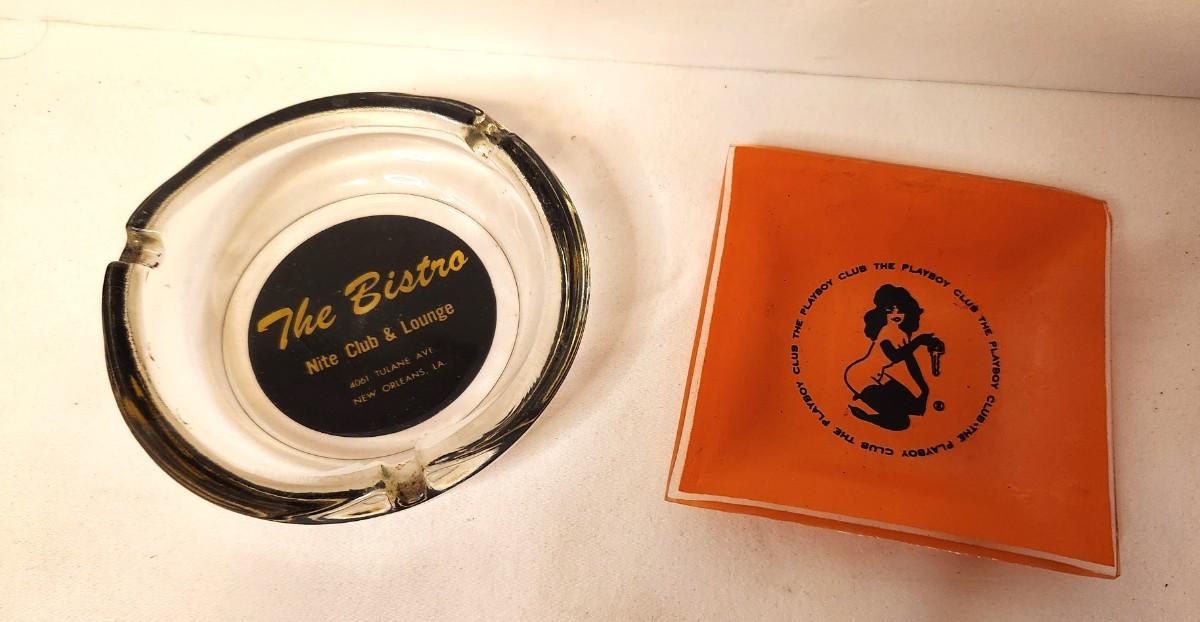 The Bistro
Nite Club & Lounge
4061 TULANE AVE.
NEW ORLEANS, LA.
THE PLAYBOY CLUB THE PLAYBOY CLUB THE PLAYBOY CLUB THE PLAYBOY CLUB THE PLAYBOY CLUB
®